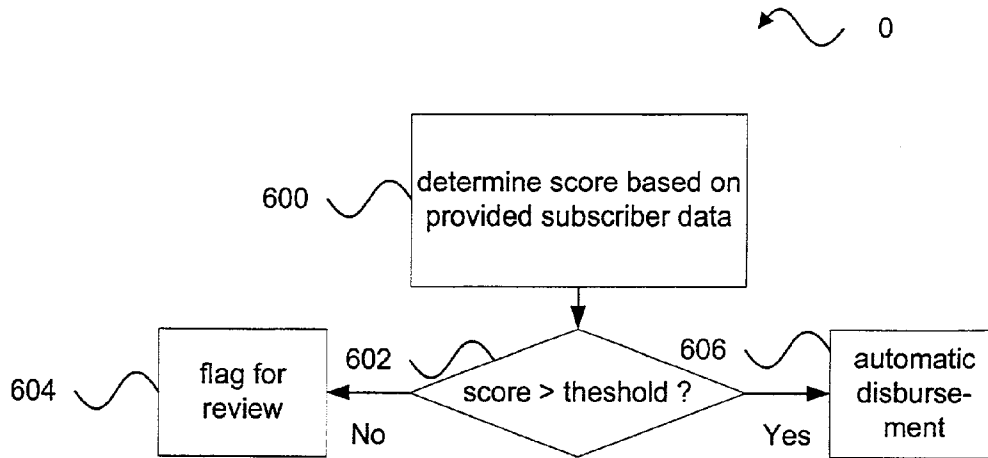 0
determine score based on
provided subscriber data
600
602
606
604
flag for
review
score > theshold ?
automatic
disburse-
ment
No
Yes